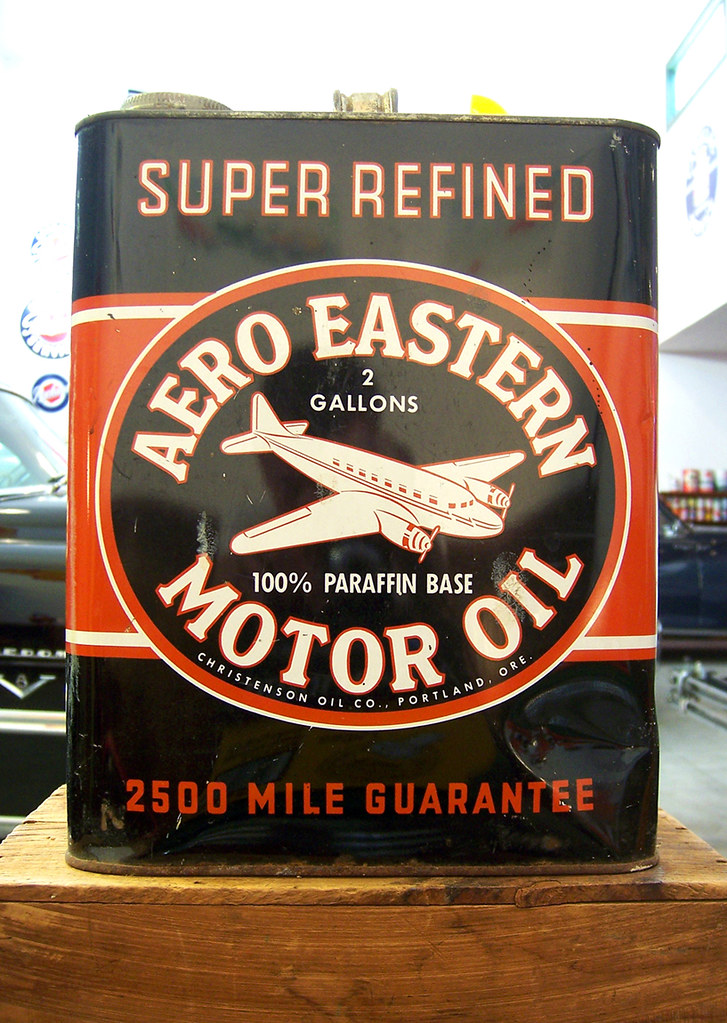 SUPER REFINED
AERO EASTERN
2
GALLONS
100% PARAFFIN BASE
MOTOR OIL
CHRISTENSON OIL CO., PORTLAND, ORE.
2500 MILE GUARANTEE